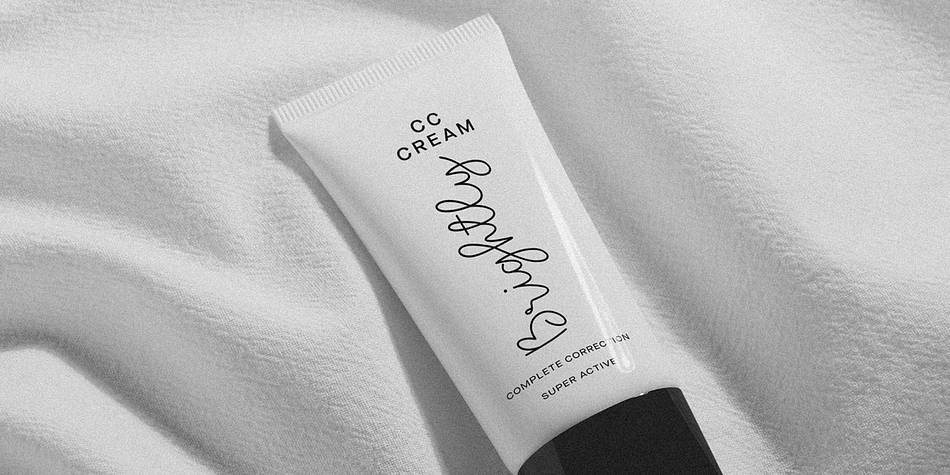 CC
CREAM
Brightly
COMPLETE CORRECTION
SUPER ACTIVE